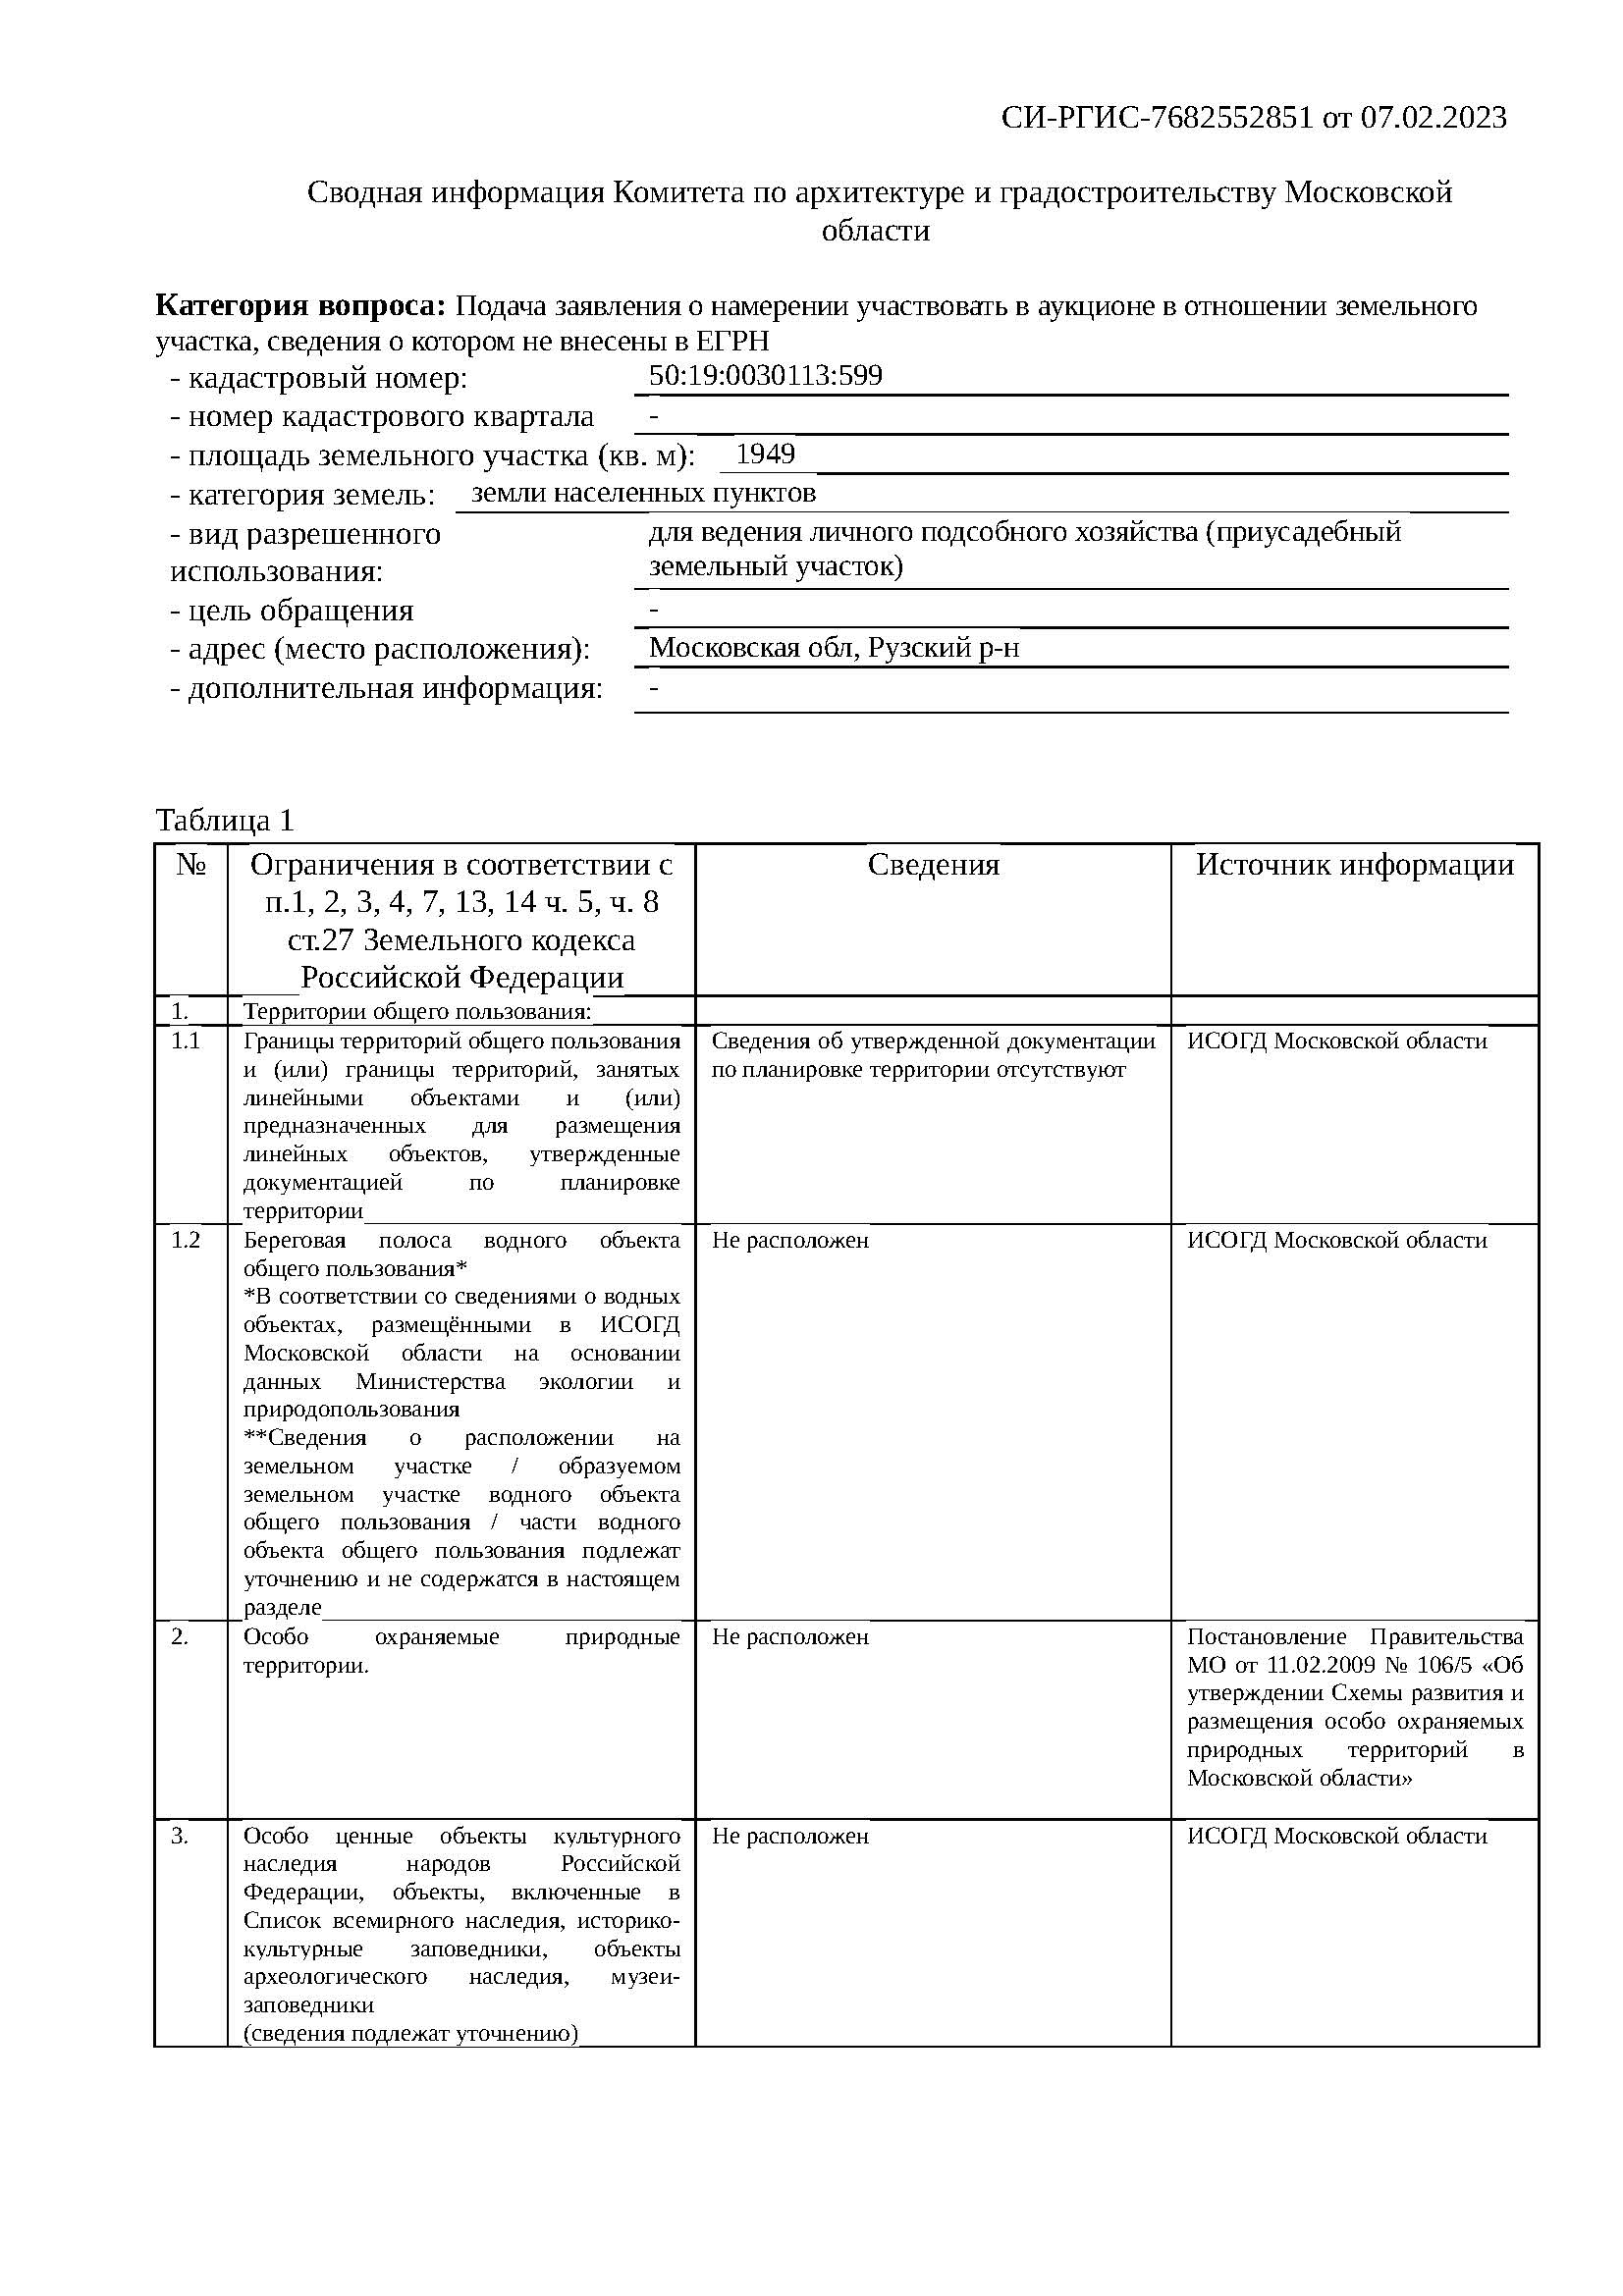 СИ-РГИС-7682552851 от 07.02.2023
Сводная информация Комитета по архитектуре и градостроительству Московской
области
Категория вопроса: Подача заявления о намерении участвовать в аукционе в отношении земельного
участка, сведения о котором не внесены в ЕГРН
- кадастровый номер: 50:19:0030113:599
- номер кадастрового квартала -
- площадь земельного участка (кв. м): 1949
- категория земель: земли населенных пунктов
- вид разрешенного
использования:
для ведения личного подсобного хозяйства (приусадебный
земельный участок)
- цель обращения -
- адрес (место расположения): Московская обл, Рузский р-н
- дополнительная информация: -
Таблица 1
№
Ограничения в соответствии с
п.1, 2, 3, 4, 7, 13, 14 ч. 5, ч. 8
ст.27 Земельного кодекса
Российской Федерации
Сведения
Источник информации
1.
Территории общего пользования:
1.1
Границы территорий общего пользования
и (или) границы территорий, занятых
линейными объектами и (или)
предназначенных для размещения
линейных объектов, утвержденные
документацией по планировке
территории
Сведения об утвержденной документации
по планировке территории отсутствуют
ИСОГД Московской области
1.2
Береговая полоса водного объекта
общего пользования*
*В соответствии со сведениями о водных
объектах, размещёнными в ИСОГД
Московской области на основании
данных Министерства экологии и
природопользования
**Сведения о расположении на
земельном участке / образуемом
земельном участке водного объекта
общего пользования / части водного
объекта общего пользования подлежат
уточнению и не содержатся в настоящем
разделе
Не расположен
ИСОГД Московской области
2.
Особо охраняемые природные
территории.
Не расположен
Постановление Правительства
МО от 11.02.2009 № 106/5 «Об
утверждении Схемы развития и
размещения особо охраняемых
природных территорий в
Московской области»
3.
Особо ценные объекты культурного
наследия народов Российской
Федерации, объекты, включенные в
Список всемирного наследия, историко-
культурные заповедники, объекты
археологического наследия, музеи-
заповедники
(сведения подлежат уточнению)
Не расположен
ИСОГД Московской области